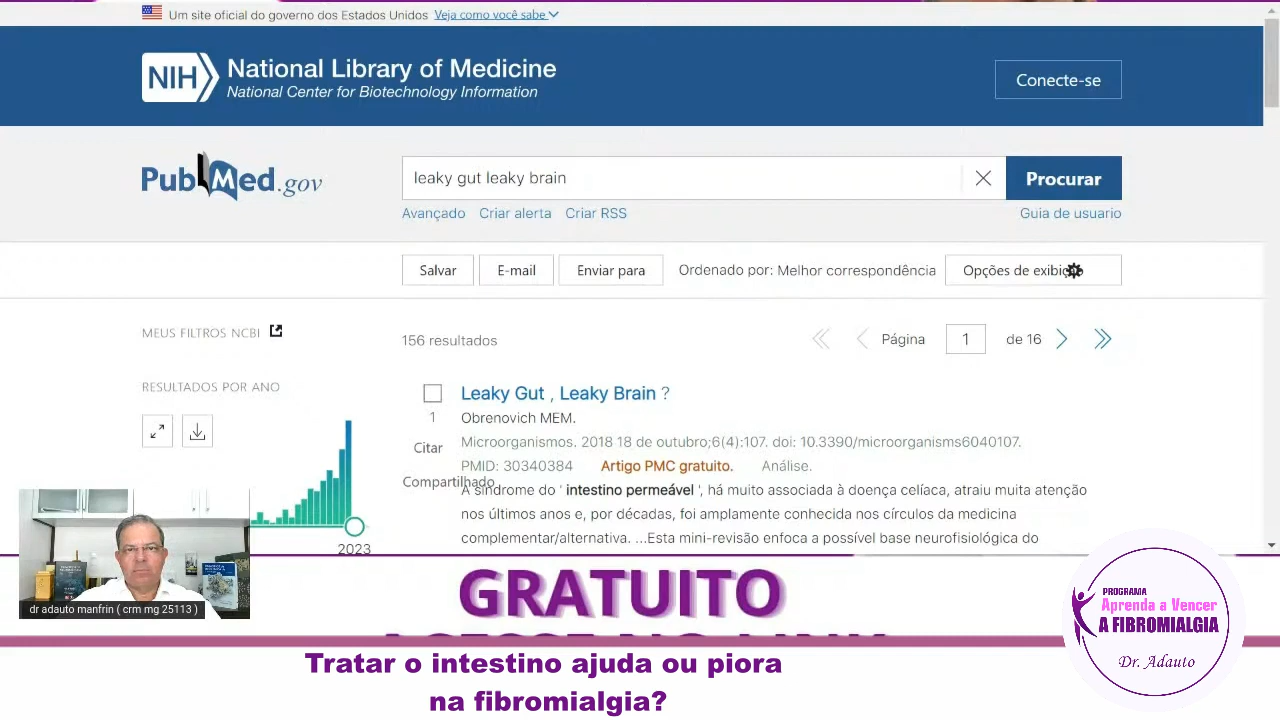 Um site oficial do governo dos Estados Unidos Veja como você sabe
NIH National Library of Medicine
National Center for Biotechnology Information
Conecte-se
PubMed.gov
leaky gut leaky brain
Procurar
Avançado Criar alerta Criar RSS
Guia de usuario
Salvar E-mail Enviar para Ordenado por: Melhor correspondência Opções de exibição
MEUS FILTROS NCBI
156 resultados
Página 1 de 16
RESULTADOS POR ANO
2023
Leaky Gut , Leaky Brain ?
1
Obrenovich MEM.
Citar
Microorganismos. 2018 18 de outubro;6(4):107. doi: 10.3390/microorganisms6040107.
PMID: 30340384 Artigo PMC gratuito. Análise.
Compartilhado
A síndrome do ' intestino permeável ', há muito associada à doença celíaca, atraiu muita atenção
nos últimos anos e, por décadas, foi amplamente conhecida nos círculos da medicina
complementar/alternativa. ...Esta mini-revisão enfoca a possível base neurofisiológica do
dr adauto manfrin ( crm mg 25113 )
GRATUITO
Tratar o intestino ajuda ou piora
na fibromialgia?
PROGRAMA
Aprenda a Vencer
A FIBROMIALGIA
Dr. Adauto